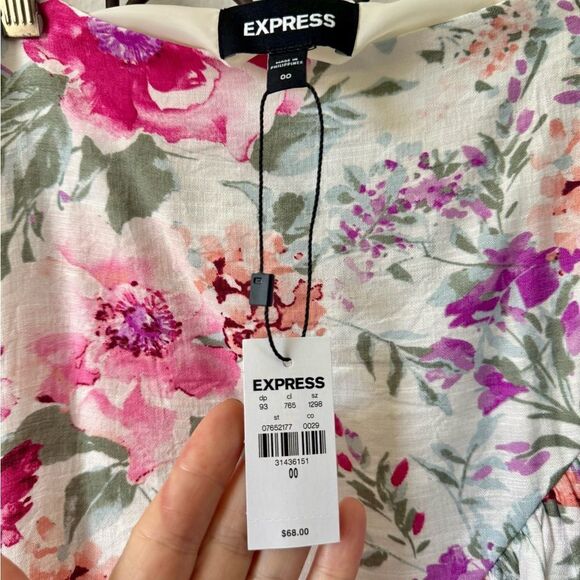 EXPRESS
MADE IN
PHILIPPINES
00
EXPRESS
dp cl sz
93 765 1298
st co
07652177 0029
31436151
00
$68.00